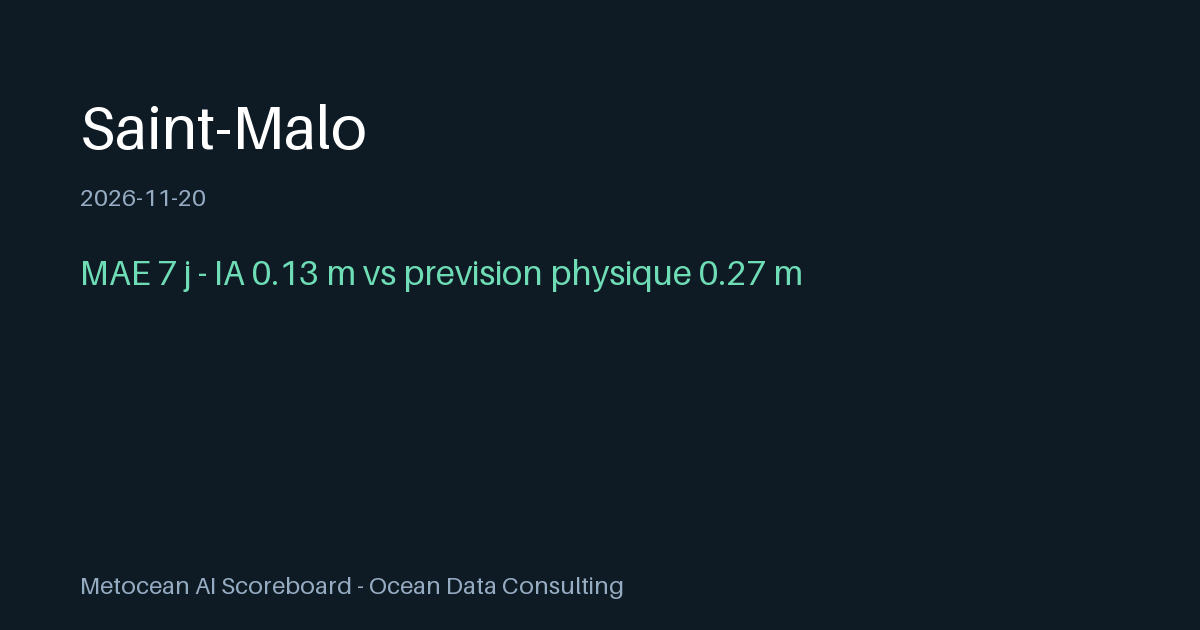 Saint-Malo
2026-11-20
MAE 7 j - IA 0.13 m vs prevision physique 0.27 m
Metocean AI Scoreboard - Ocean Data Consulting